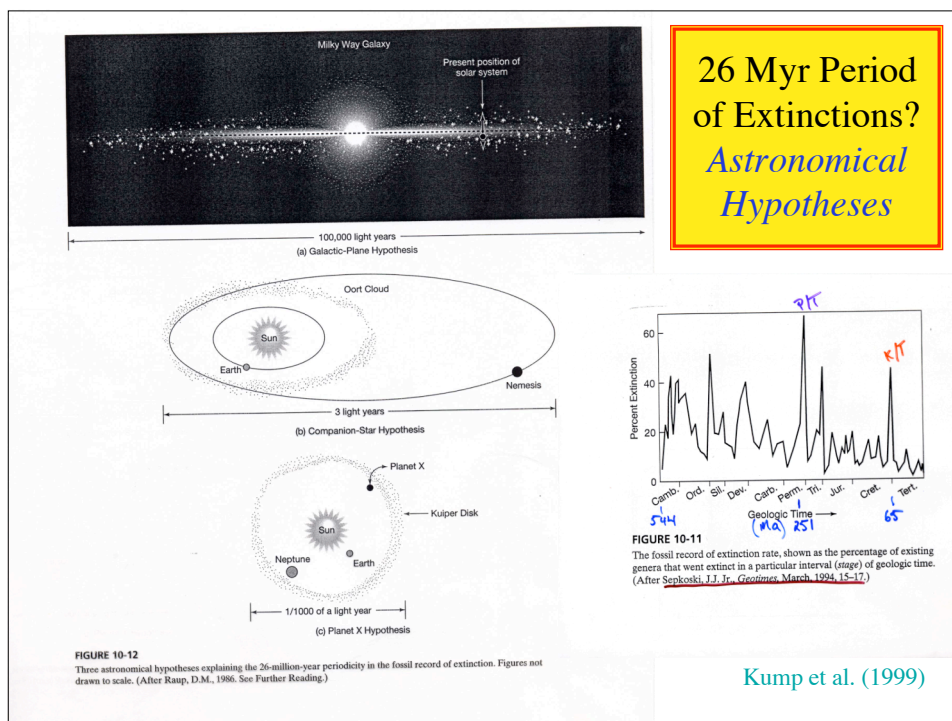 26 Myr Period
of Extinctions?
Astronomical
Hypotheses
Milky Way Galaxy
Present position of
solar system
100,000 light years
(a) Galactic-Plane Hypothesis
Oort Cloud
Sun
Earth
Nemesis
3 light years
(b) Companion-Star Hypothesis
Planet X
Kuiper Disk
Sun
Neptune
Earth
1/1000 of a light year
(c) Planet X Hypothesis
FIGURE 10-12
Three astronomical hypotheses explaining the 26-million-year periodicity in the fossil record of extinction. Figures not
drawn to scale. (After Raup, D.M., 1986. See Further Reading.)
P/T
K/T
60
40
20
0
Percent Extinction
Camb. Ord. Sil. Dev. Carb. Perm. Tri. Jur. Cret. Tert.
Geologic Time
544 (Ma) 251 65
FIGURE 10-11
The fossil record of extinction rate, shown as the percentage of existing
genera that went extinct in a particular interval (stage) of geologic time.
(After Sepkoski, J.J. Jr., Geotimes, March, 1994, 15–17.)
Kump et al. (1999)